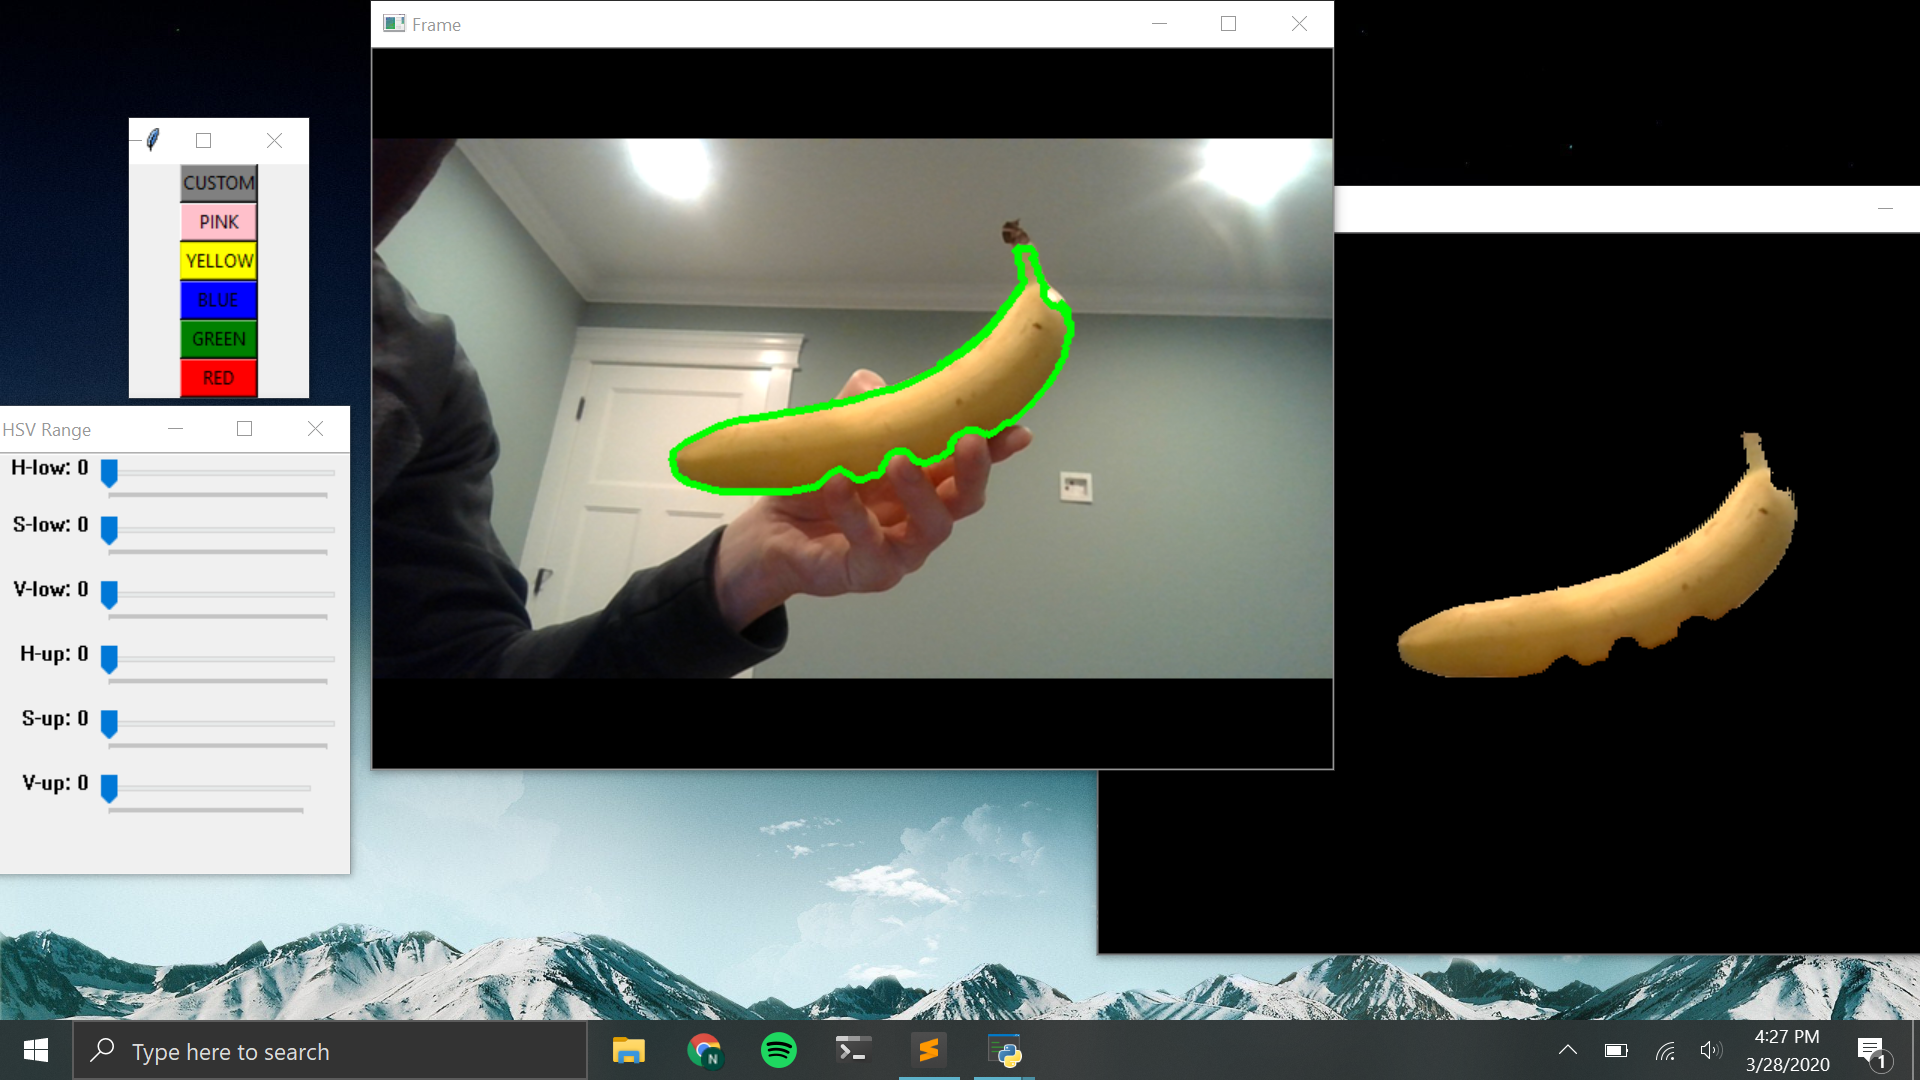 Frame
CUSTOM
PINK
YELLOW
BLUE
GREEN
RED
HSV Range
H-low: 0
S-low: 0
V-low: 0
H-up: 0
S-up: 0
V-up: 0
Type here to search
N
4:27 PM
3/28/2020
1